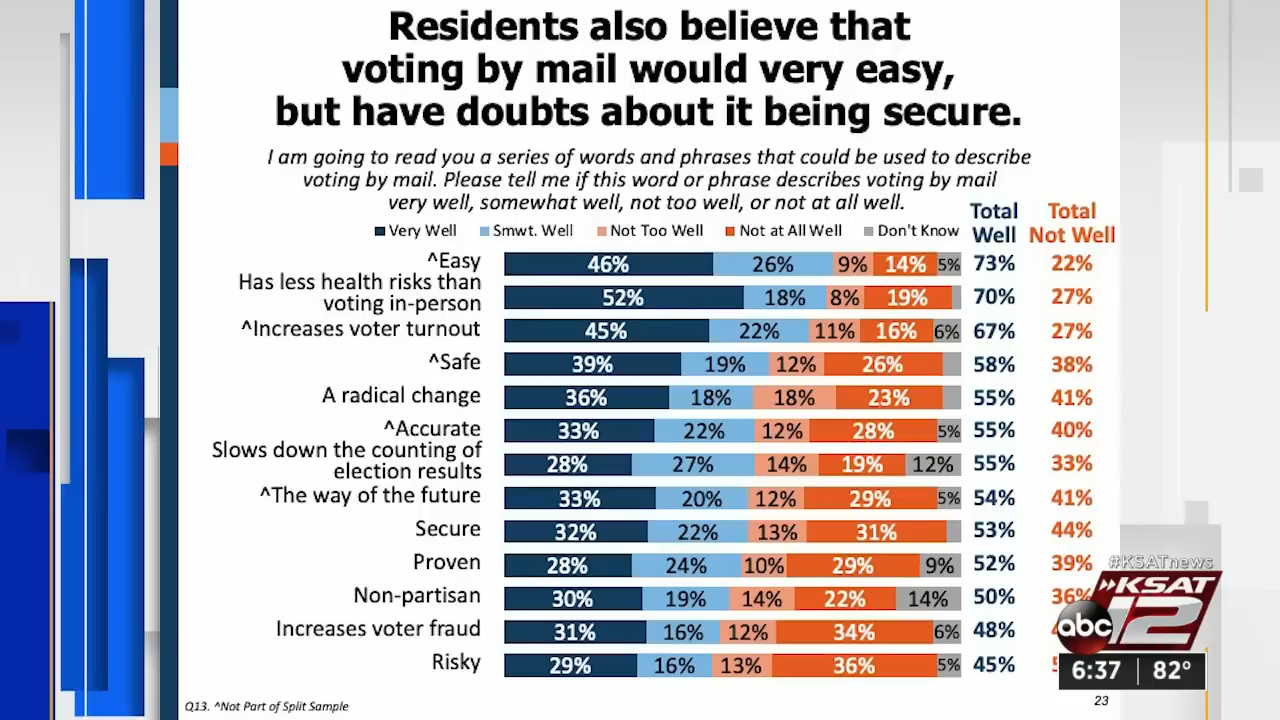 Residents also believe that
voting by mail would very easy,
but have doubts about it being secure.
I am going to read you a series of words and phrases that could be used to describe
voting by mail. Please tell me if this word or phrase describes voting by mail
very well, somewhat well, not too well, or not at all well.
Total Total
Well Not Well
Very Well Smwt. Well Not Too Well Not at All Well Don't Know
^Easy 46% 26% 9% 14% 5% 73% 22%
Has less health risks than
voting in-person 52% 18% 8% 19% 70% 27%
^Increases voter turnout 45% 22% 11% 16% 6% 67% 27%
^Safe 39% 19% 12% 26% 58% 38%
A radical change 36% 18% 18% 23% 55% 41%
^Accurate 33% 22% 12% 28% 5% 55% 40%
Slows down the counting of
election results 28% 27% 14% 19% 12% 55% 33%
^The way of the future 33% 20% 12% 29% 5% 54% 41%
Secure 32% 22% 13% 31% 53% 44%
Proven 28% 24% 10% 29% 9% 52% 39%
Non-partisan 30% 19% 14% 22% 14% 50% 36%
Increases voter fraud 31% 16% 12% 34% 6% 48%
Risky 29% 16% 13% 36% 5% 45%
#KSATnews
KSAT
abc 12
6:37 82°
Q13. ^Not Part of Split Sample
23